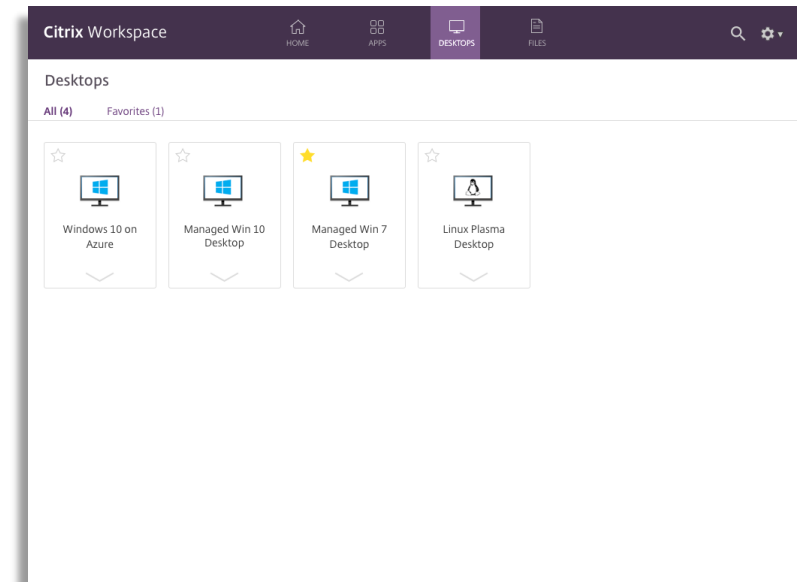 Citrix Workspace
HOME
APPS
DESKTOPS
FILES
Desktops
All (4)
Favorites (1)
Windows 10 on
Azure
Managed Win 10
Desktop
Managed Win 7
Desktop
Linux Plasma
Desktop